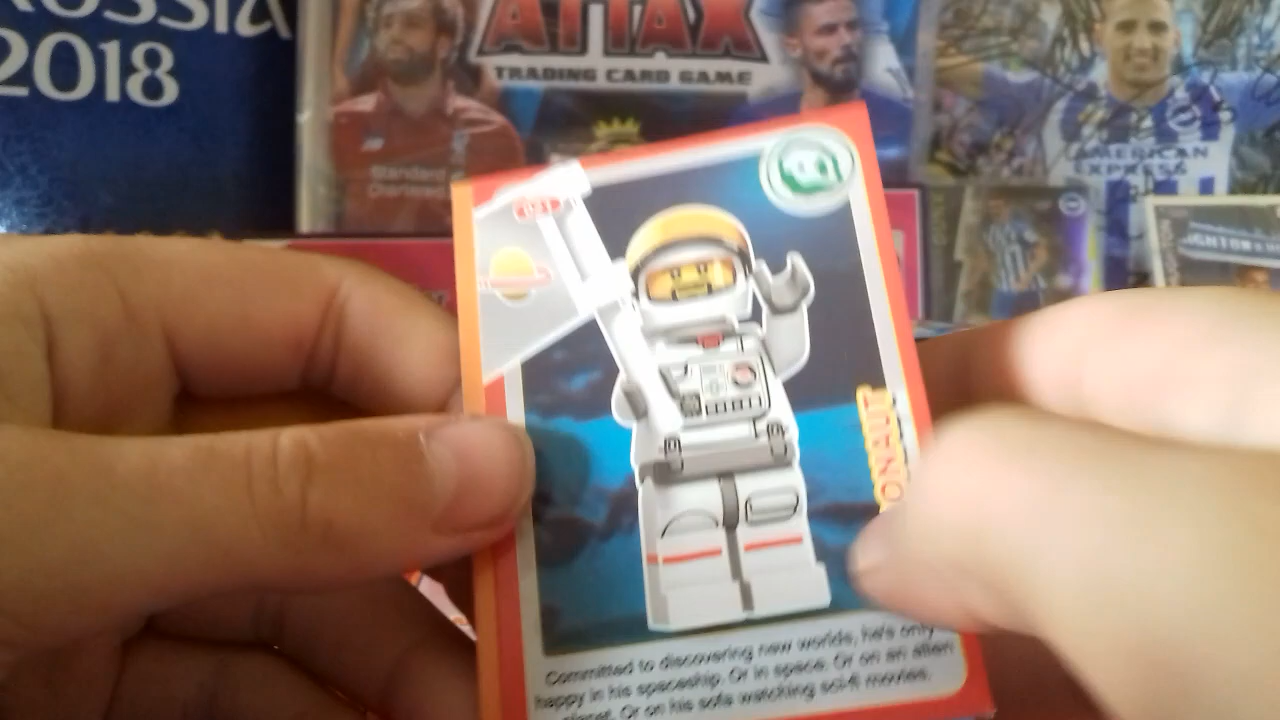 RUSSIA
2018
ATTAX
TRADING CARD GAME
Standard
Chartered
AMERICAN
EXPRESS
Committed to discovering new worlds, he's only
happy in his spaceship. Or in space. Or on an alien
planet. Or on his sofa watching sci-fi movies.